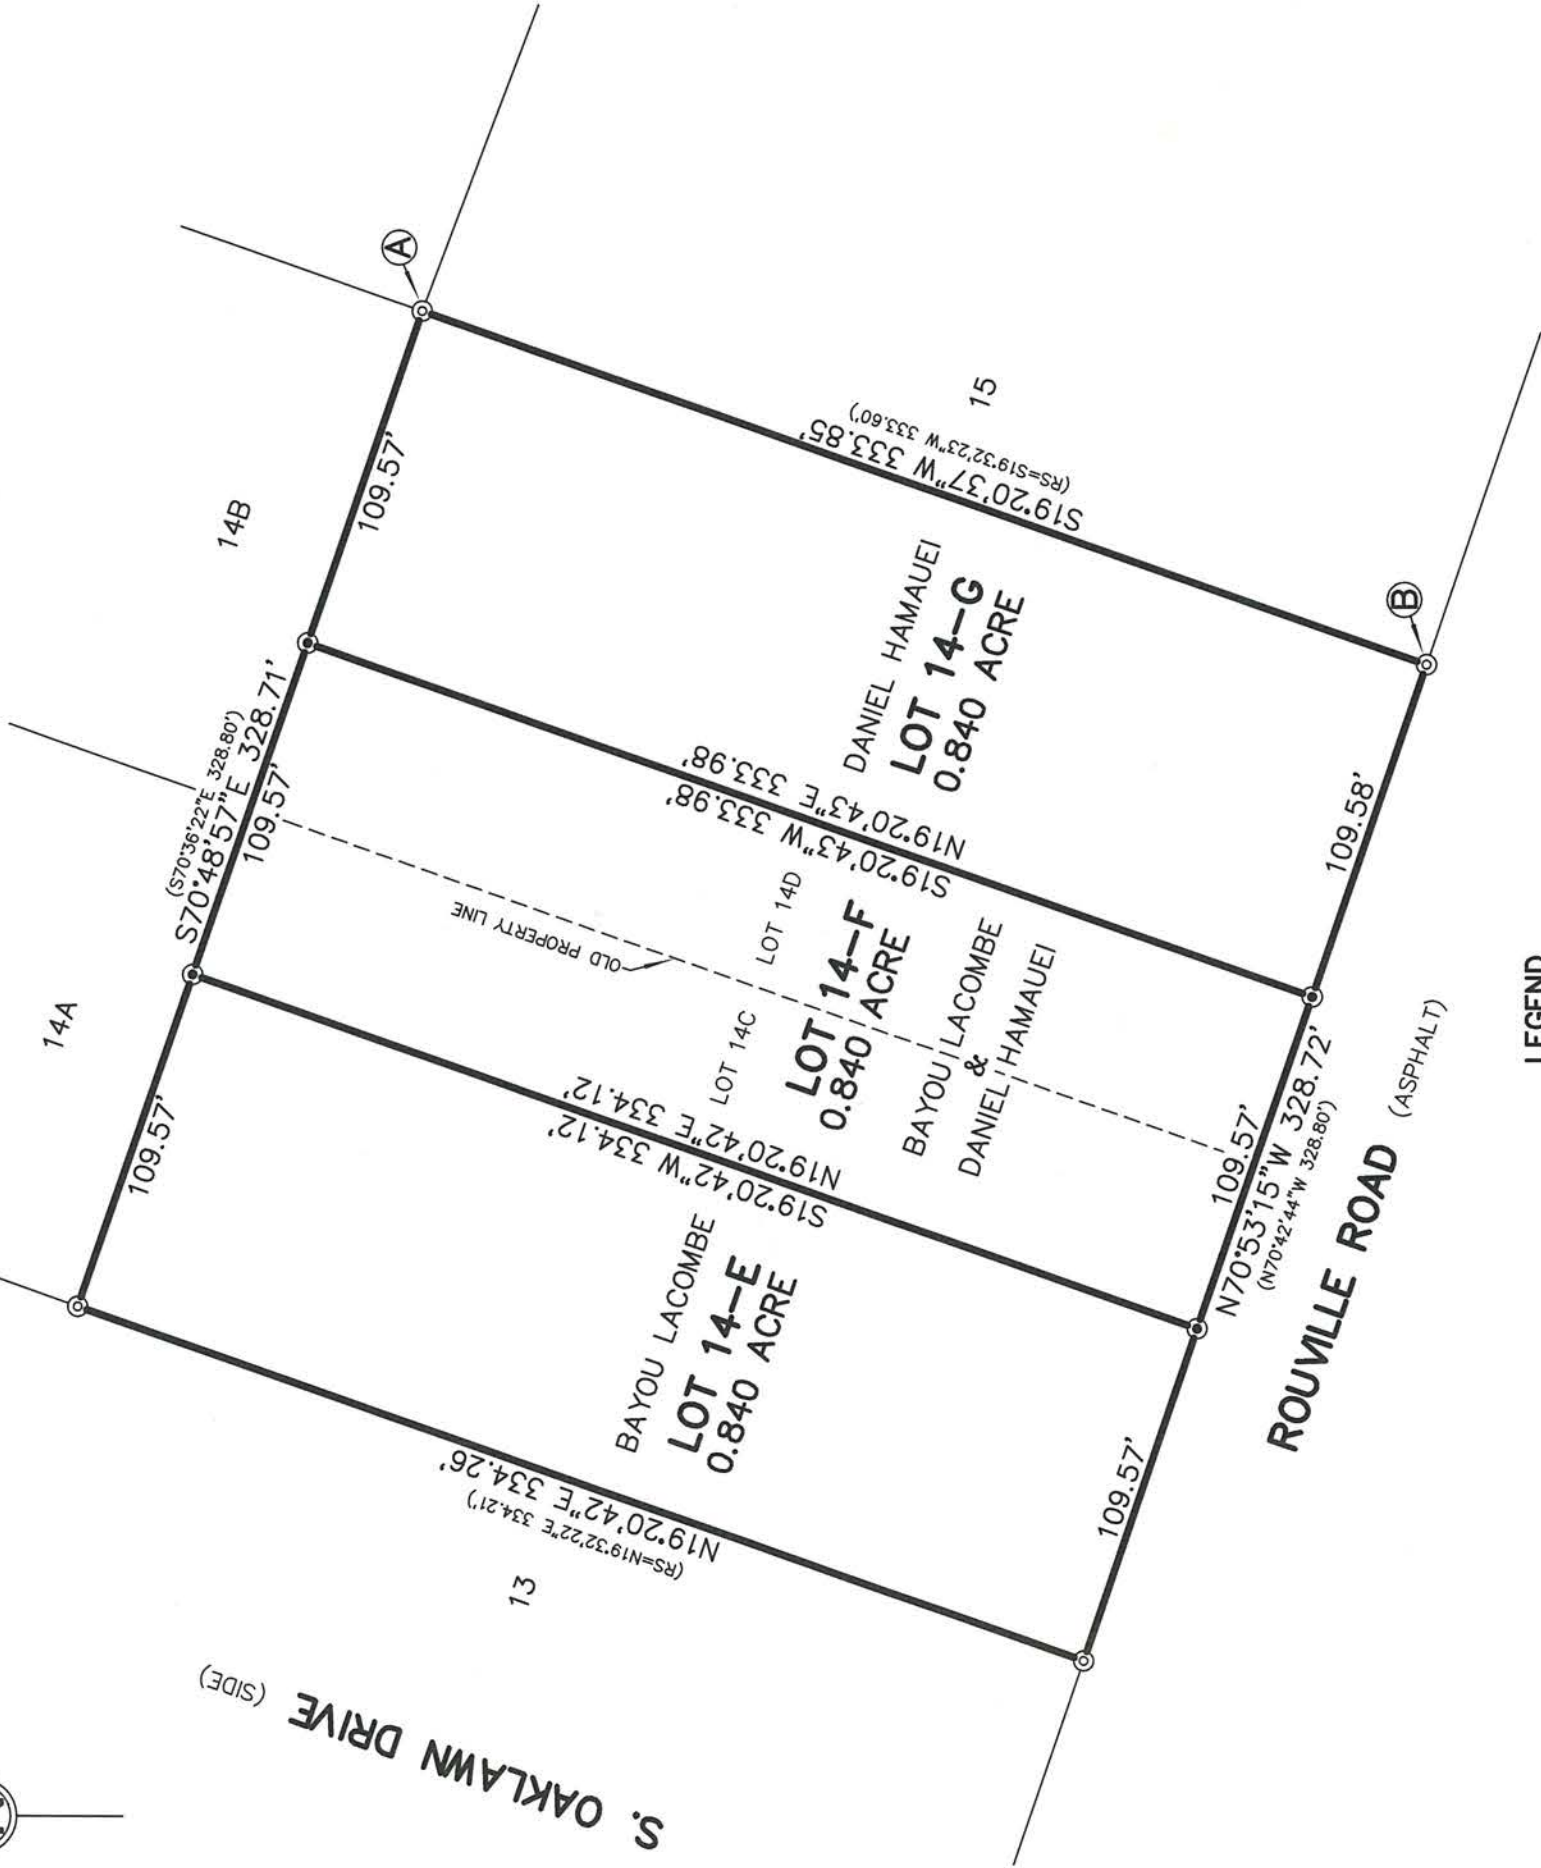 14A
14B
(S70°36'22"E 328.80')
S70°48'57"E 328.71'
109.57'
109.57'
109.57'
A
S. OAKLAWN DRIVE (SIDE)
13
(RS=N19°32'22"E 334.21')
N19°20'42"E 334.26'
BAYOU LACOMBE
LOT 14-E
0.840 ACRE
S19°20'42"W 334.12'
N19°20'42"E 334.12'
OLD PROPERTY LINE
LOT 14C
LOT 14D
LOT 14-F
0.840 ACRE
BAYOU LACOMBE
&
DANIEL HAMAUEI
S19°20'43"W 333.98'
N19°20'43"E 333.98'
DANIEL HAMAUEI
LOT 14-G
0.840 ACRE
S19°20'37"W 333.85'
(RS=S19°32'23"W 333.60')
15
B
109.57'
109.57'
109.58'
N70°53'15"W 328.72'
(N70°42'44"W 328.80')
ROUVILLE ROAD (ASPHALT)
LEGEND